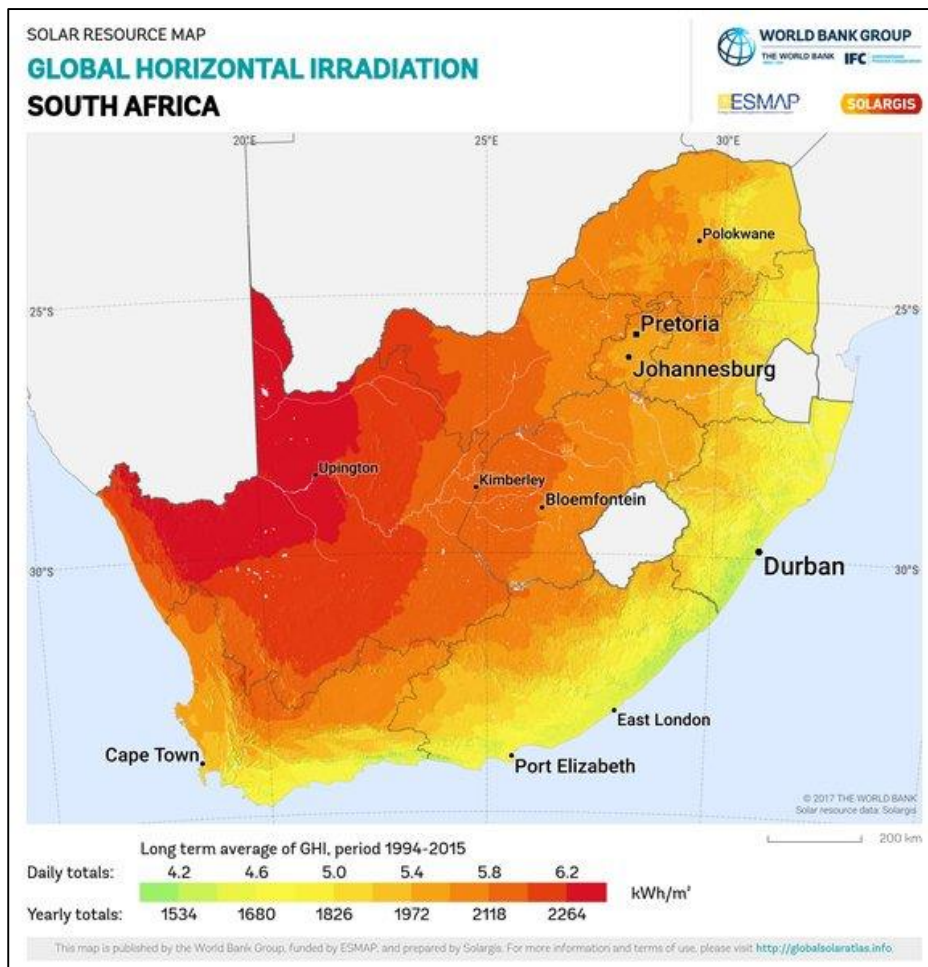 SOLAR RESOURCE MAP
GLOBAL HORIZONTAL IRRADIATION
SOUTH AFRICA
WORLD BANK GROUP
THE WORLD BANK IFC
ESMAP SOLARGIS
20°E 25°E 30°E
Polokwane
25°S 25°S
Pretoria
Johannesburg
Upington
Kimberley
Bloemfontein
Durban
30°S 30°S
East London
Cape Town
Port Elizabeth
© 2017 THE WORLD BANK
Solar resource data: Solargis
200 km
Long term average of GHI, period 1994-2015
Daily totals: 4.2 4.6 5.0 5.4 5.8 6.2
kWh/m²
Yearly totals: 1534 1680 1826 1972 2118 2264
This map is published by the World Bank Group, funded by ESMAP, and prepared by Solargis. For more information and terms of use, please visit http://globalsolaratlas.info.